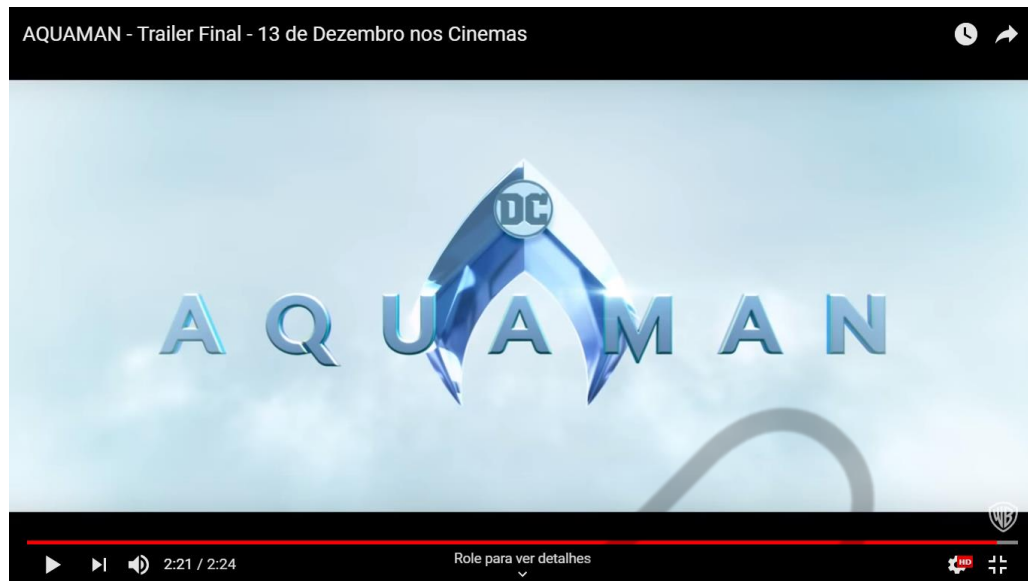 AQUAMAN - Trailer Final - 13 de Dezembro nos Cinemas
DC
AQUAMAN
WB
2:21 / 2:24
Role para ver detalhes
HD